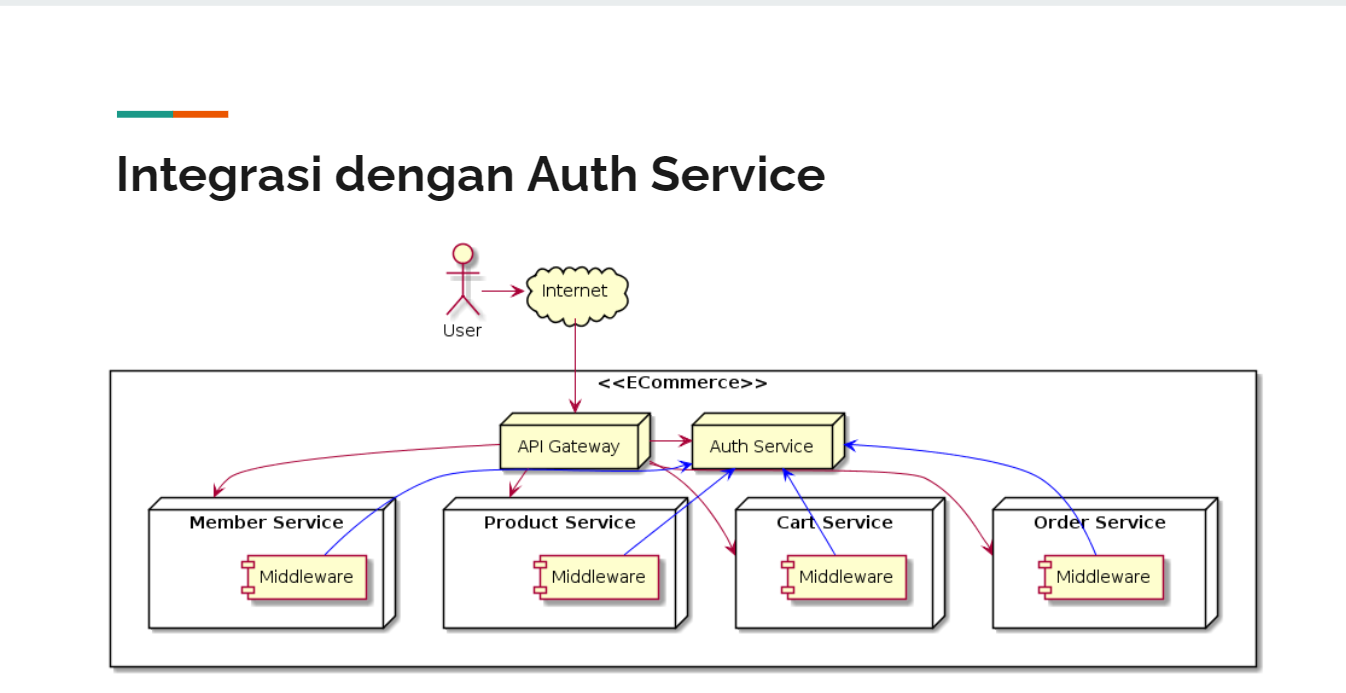 Integrasi dengan Auth Service
Internet
User
<<ECommerce>>
API Gateway
Auth Service
Member Service
Product Service
Cart Service
Order Service
Middleware
Middleware
Middleware
Middleware